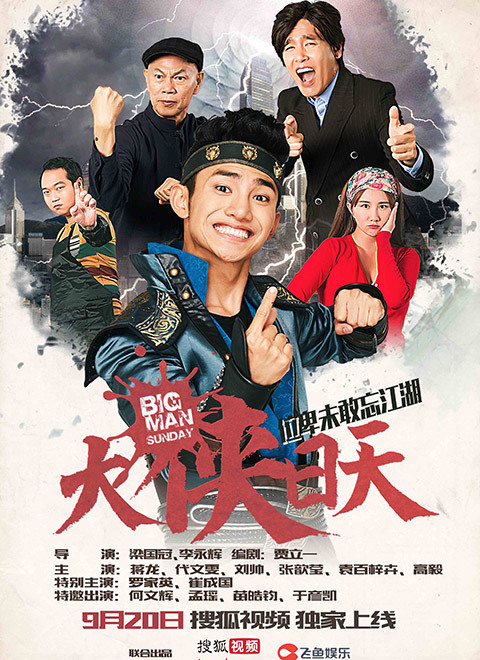 位卑未敢忘江湖
BIG
MAN
SUNDAY
大侠日天
导 演：梁国冠、李永辉 编剧：贾立一
主 演：蒋龙、代文雯、刘帅、张歆莹、袁百梓卉、高毅
特别主演：罗家英、崔成国
特邀出演：何文辉、孟瑶、苗皓钧、于彦凯
9月20日 搜狐视频 独家上线
联合出品
搜狐视频
飞鱼娱乐